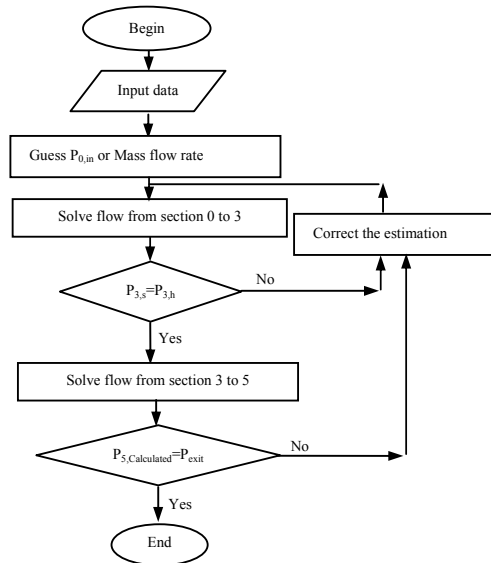 Begin
Input data
Guess P0,in or Mass flow rate
Solve flow from section 0 to 3
Correct the estimation
P3,s=P3,h
No
Yes
Solve flow from section 3 to 5
P5,Calculated=Pexit
No
Yes
End